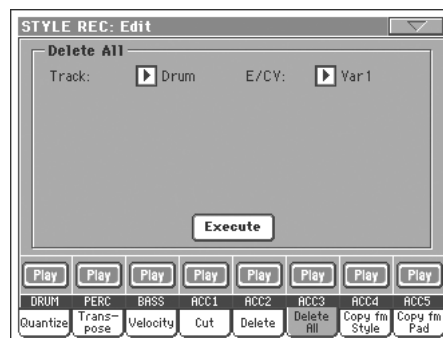 STYLE REC: Edit
Delete All
Track: Drum E/CV: Var1
Execute
Play Play Play Play Play Play Play Play
DRUM PERC BASS ACC1 ACC2 ACC3 ACC4 ACC5
Quantize Trans- Velocity Cut Delete Delete Copy fm Copy fm
pose All Style Pad